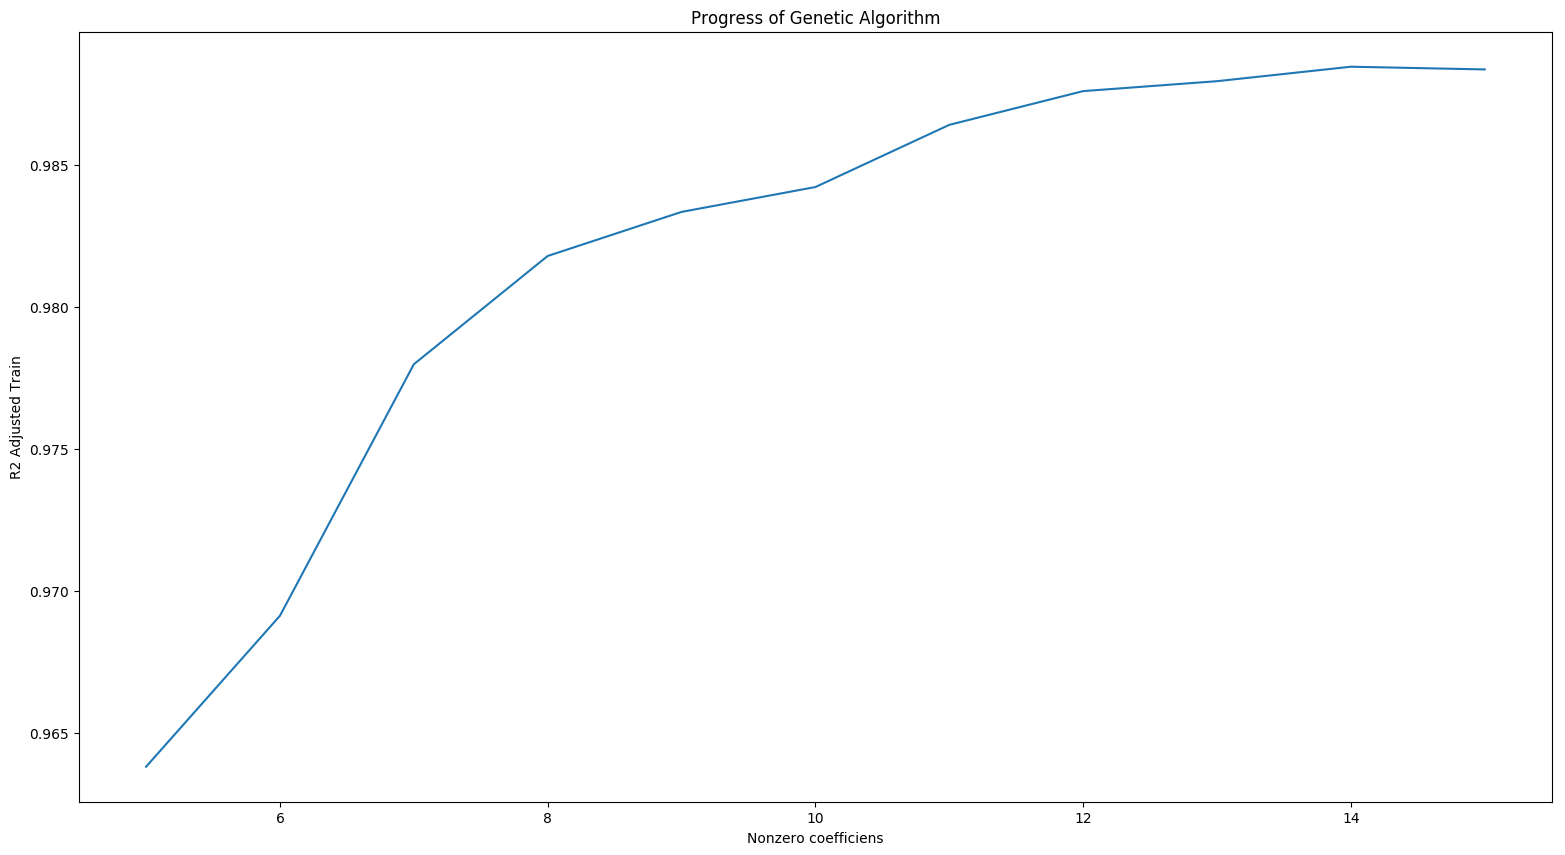 Progress of Genetic Algorithm
R2 Adjusted Train
0.985
0.980
0.975
0.970
0.965
6 8 10 12 14
Nonzero coefficiens